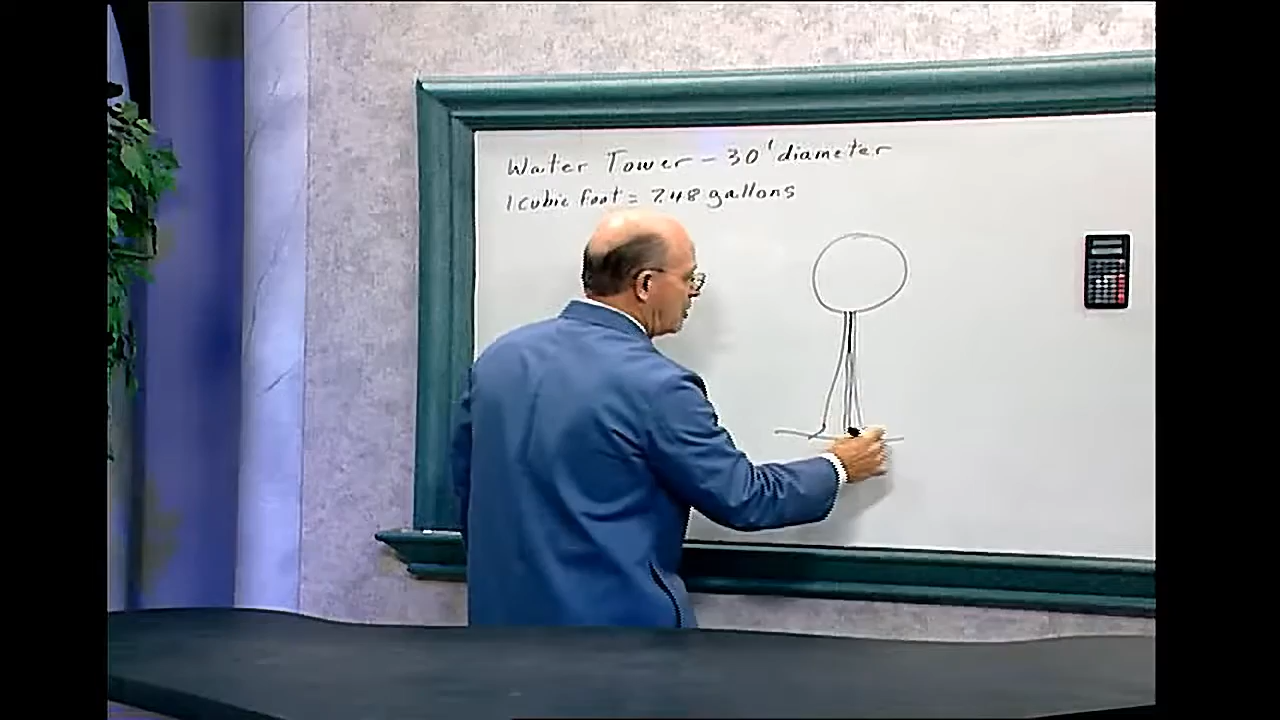 Water Tower - 30' diameter
1 cubic foot = 7.48 gallons